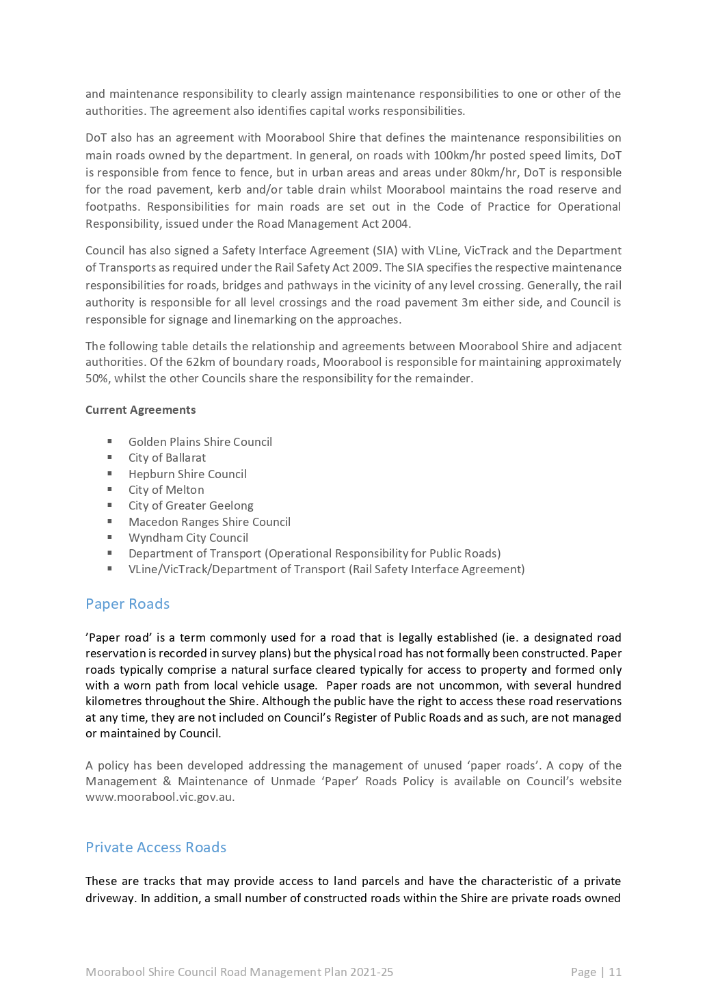 and maintenance responsibility to clearly assign maintenance responsibilities to one or other of the
authorities. The agreement also identifies capital works responsibilities.
DoT also has an agreement with Moorabool Shire that defines the maintenance responsibilities on
main roads owned by the department. In general, on roads with 100km/hr posted speed limits, DoT
is responsible from fence to fence, but in urban areas and areas under 80km/hr, DoT is responsible
for the road pavement, kerb and/or table drain whilst Moorabool maintains the road reserve and
footpaths. Responsibilities for main roads are set out in the Code of Practice for Operational
Responsibility, issued under the Road Management Act 2004.
Council has also signed a Safety Interface Agreement (SIA) with VLine, VicTrack and the Department
of Transports as required under the Rail Safety Act 2009. The SIA specifies the respective maintenance
responsibilities for roads, bridges and pathways in the vicinity of any level crossing. Generally, the rail
authority is responsible for all level crossings and the road pavement 3m either side, and Council is
responsible for signage and linemarking on the approaches.
The following table details the relationship and agreements between Moorabool Shire and adjacent
authorities. Of the 62km of boundary roads, Moorabool is responsible for maintaining approximately
50%, whilst the other Councils share the responsibility for the remainder.
Current Agreements
▪ Golden Plains Shire Council
▪ City of Ballarat
▪ Hepburn Shire Council
▪ City of Melton
▪ City of Greater Geelong
▪ Macedon Ranges Shire Council
▪ Wyndham City Council
▪ Department of Transport (Operational Responsibility for Public Roads)
▪ VLine/VicTrack/Department of Transport (Rail Safety Interface Agreement)
Paper Roads
’Paper road’ is a term commonly used for a road that is legally established (ie. a designated road
reservation is recorded in survey plans) but the physical road has not formally been constructed. Paper
roads typically comprise a natural surface cleared typically for access to property and formed only
with a worn path from local vehicle usage. Paper roads are not uncommon, with several hundred
kilometres throughout the Shire. Although the public have the right to access these road reservations
at any time, they are not included on Council’s Register of Public Roads and as such, are not managed
or maintained by Council.
A policy has been developed addressing the management of unused ‘paper roads’. A copy of the
Management & Maintenance of Unmade ‘Paper’ Roads Policy is available on Council’s website
www.moorabool.vic.gov.au.
Private Access Roads
These are tracks that may provide access to land parcels and have the characteristic of a private
driveway. In addition, a small number of constructed roads within the Shire are private roads owned
Moorabool Shire Council Road Management Plan 2021-25 Page | 11